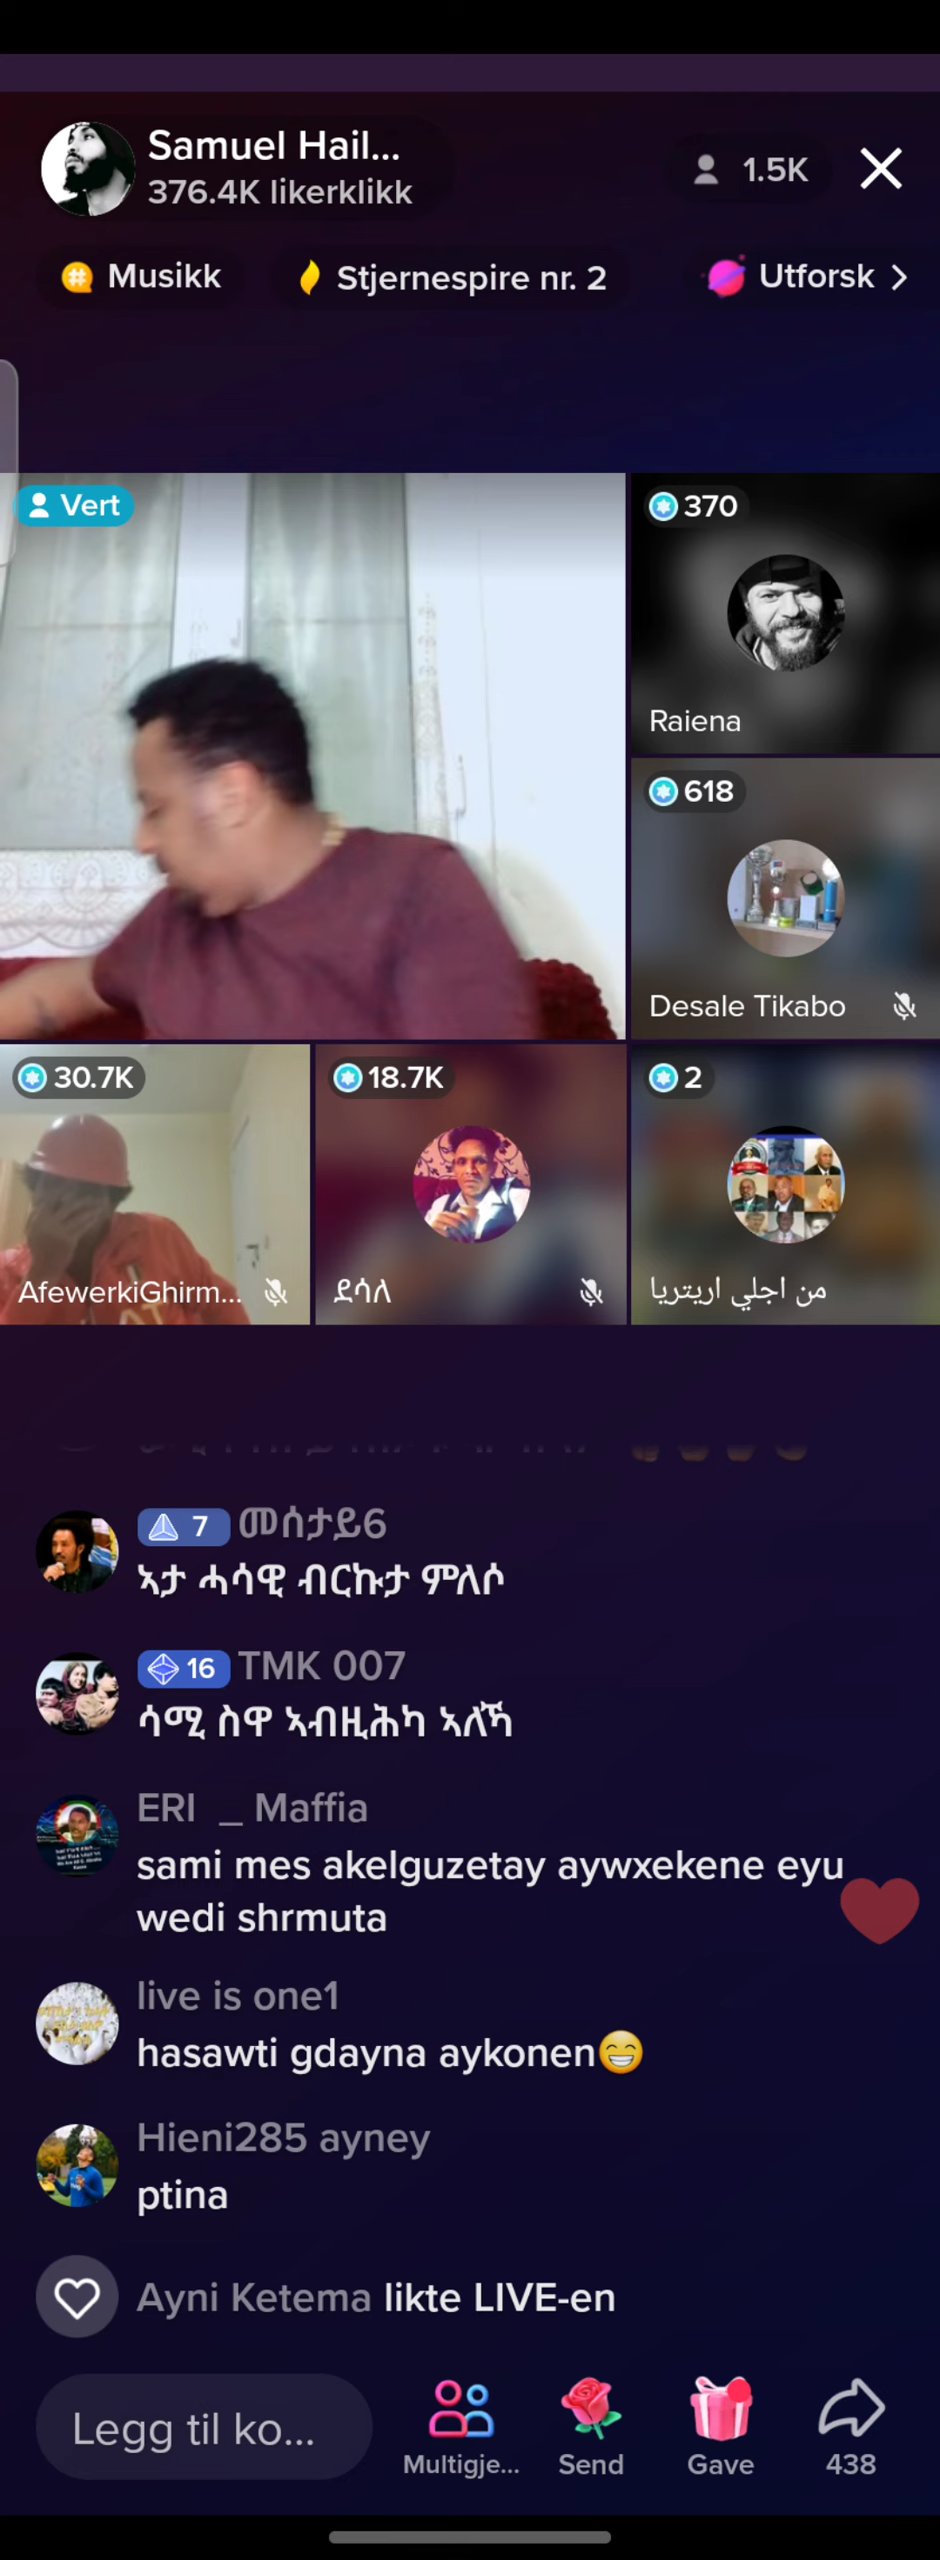 Samuel Hail...
376.4K likerklikk
1.5K
Musikk
Stjernespire nr. 2
Utforsk
Vert
370
Raiena
618
Desale Tikabo
30.7K
AfewerkiGhirm...
18.7K
ደሳለ
2
من اجلي اريتريا
7 መሰታይ6
ኣታ ሓሳዊ ብርኩታ ምለሶ
16 TMK 007
ሳሚ ስዋ ኣብዚሕካ ኣለኻ
ERI _ Maffia
sami mes akelguzetay aywxekene eyu
wedi shrmuta
live is one1
hasawti gdayna aykonen😁
Hieni285 ayney
ptina
Ayni Ketema likte LIVE-en
Legg til ko...
Multigje...
Send
Gave
438